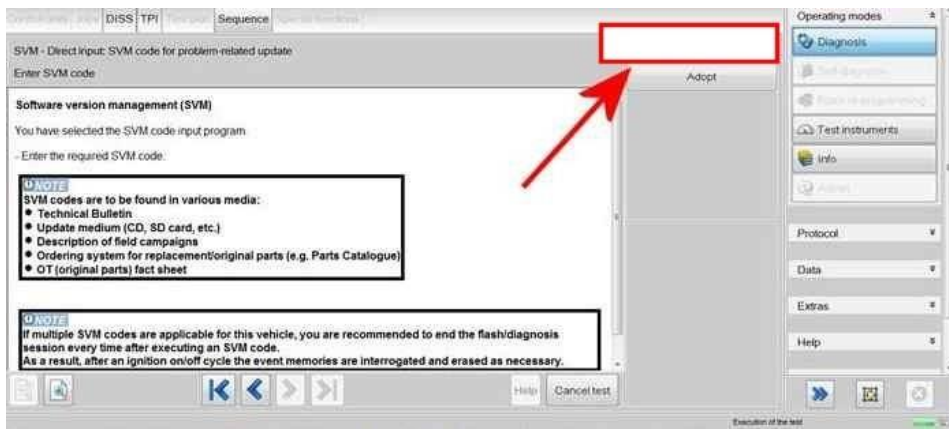 DISS TPI Sequence
SVM - Direct input: SVM code for problem-related update
Enter SVM code
Adopt
Software version management (SVM)
You have selected the SVM code input program
- Enter the required SVM code:
NOTE
SVM codes are to be found in various media:
● Technical Bulletin
● Update medium (CD, SD card, etc.)
● Description of field campaigns
● Ordering system for replacement/original parts (e.g. Parts Catalogue)
● OT (original parts) fact sheet
NOTE
If multiple SVM codes are applicable for this vehicle, you are recommended to end the flash/diagnosis
session every time after executing an SVM code.
As a result, after an ignition on/off cycle the event memories are interrogated and erased as necessary.
Help
Cancel test
Operating modes
Diagnosis
Test instruments
Info
Admin
Protocol
Data
Extras
Help
Execution of the test